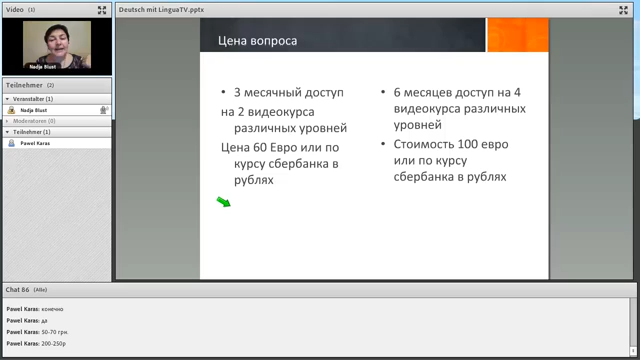 Video (1)
Nadja Blust
Teilnehmer (2)
Veranstalter (1)
Nadja Blust
Moderatoren (0)
Teilnehmer (1)
Pawel Karas
Deutsch mit LinguaTV.pptx
Цена вопроса
• 3 месячный доступ
на 2 видеокурса
различных уровней
Цена 60 Евро или по
курсу сбербанка в
рублях
• 6 месяцев доступ на 4
видеокурса различных
уровней
• Стоимость 100 евро
или по курсу
сбербанка в рублях
Chat 86 (Alle)
Pawel Karas: конечно
Pawel Karas: да
Pawel Karas: 50-70 грн.
Pawel Karas: 200-250р